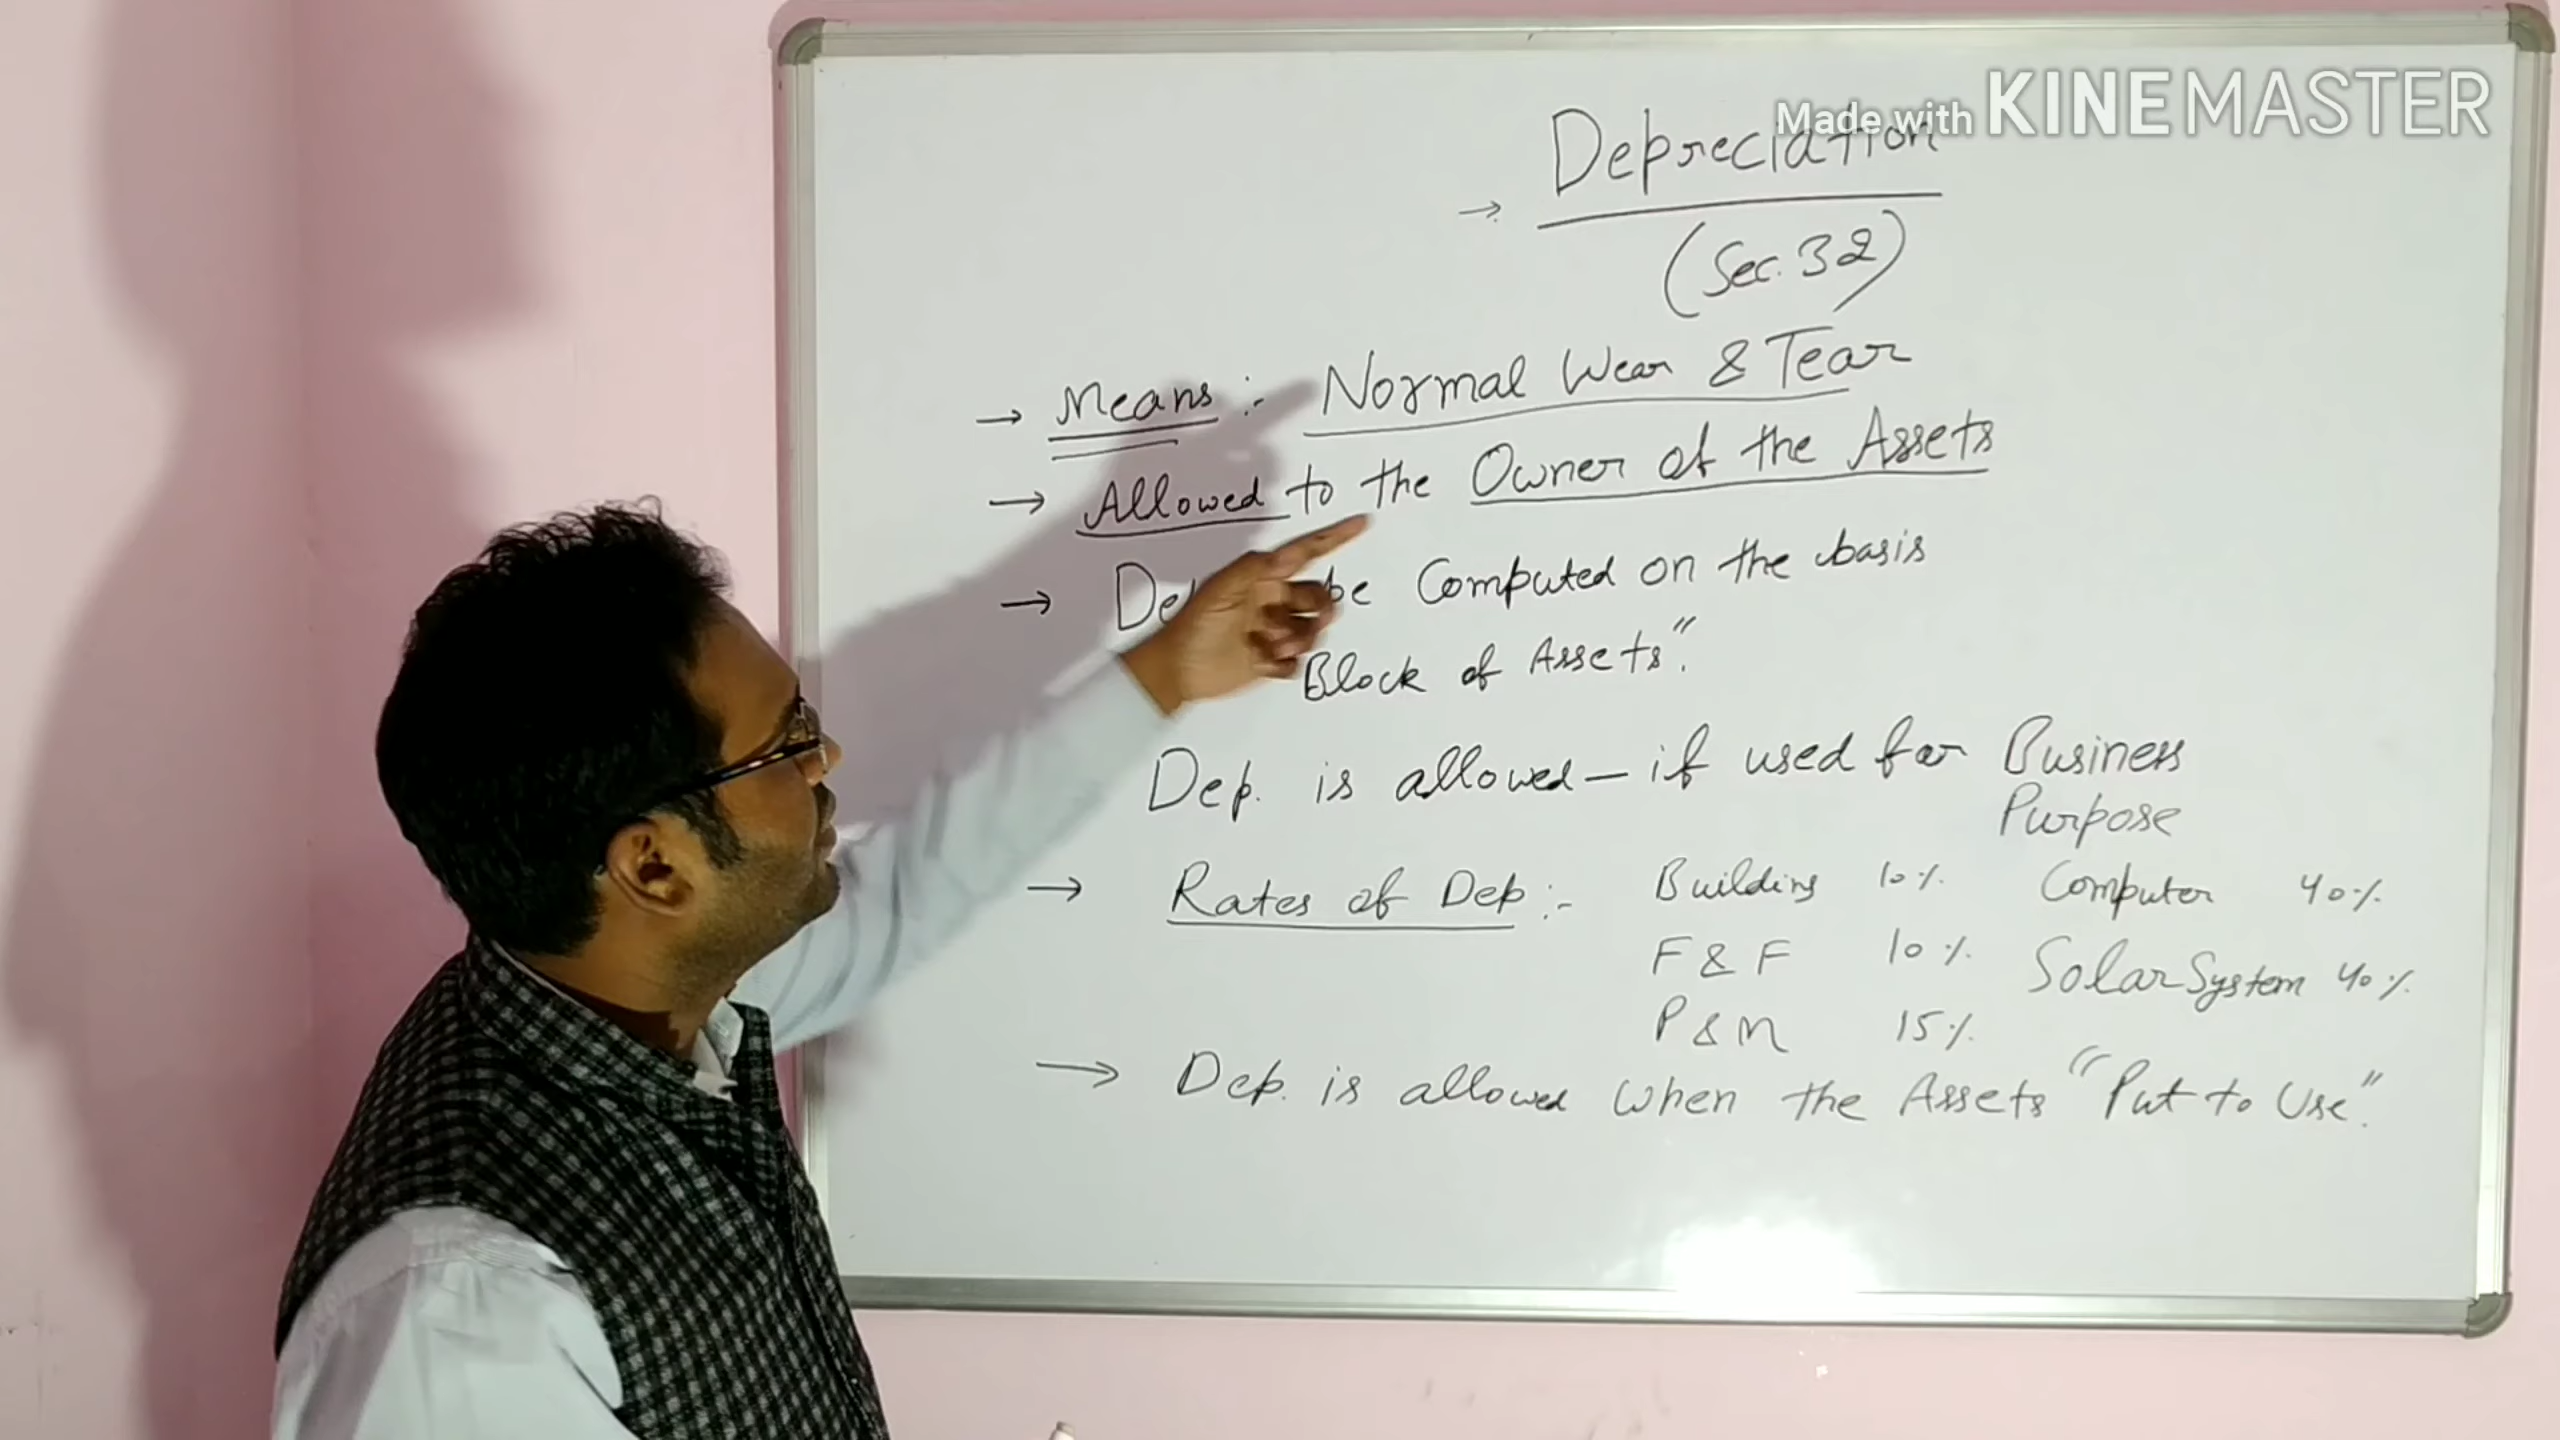 Made with KINEMASTER
→ Depreciation
(Sec. 32)
→ Means :- Normal Wear & Tear
→ Allowed to the Owner of the Assets
→ be Computed on the basis
Block of Assets".
Dep. is allowed – if used for Business
Purpose
→ Rates of Dep :- Building 10% Computer 40%
F & F 10% Solar System 40%
P & M 15%
→ Dep. is allowed when the Assets "Put to Use".